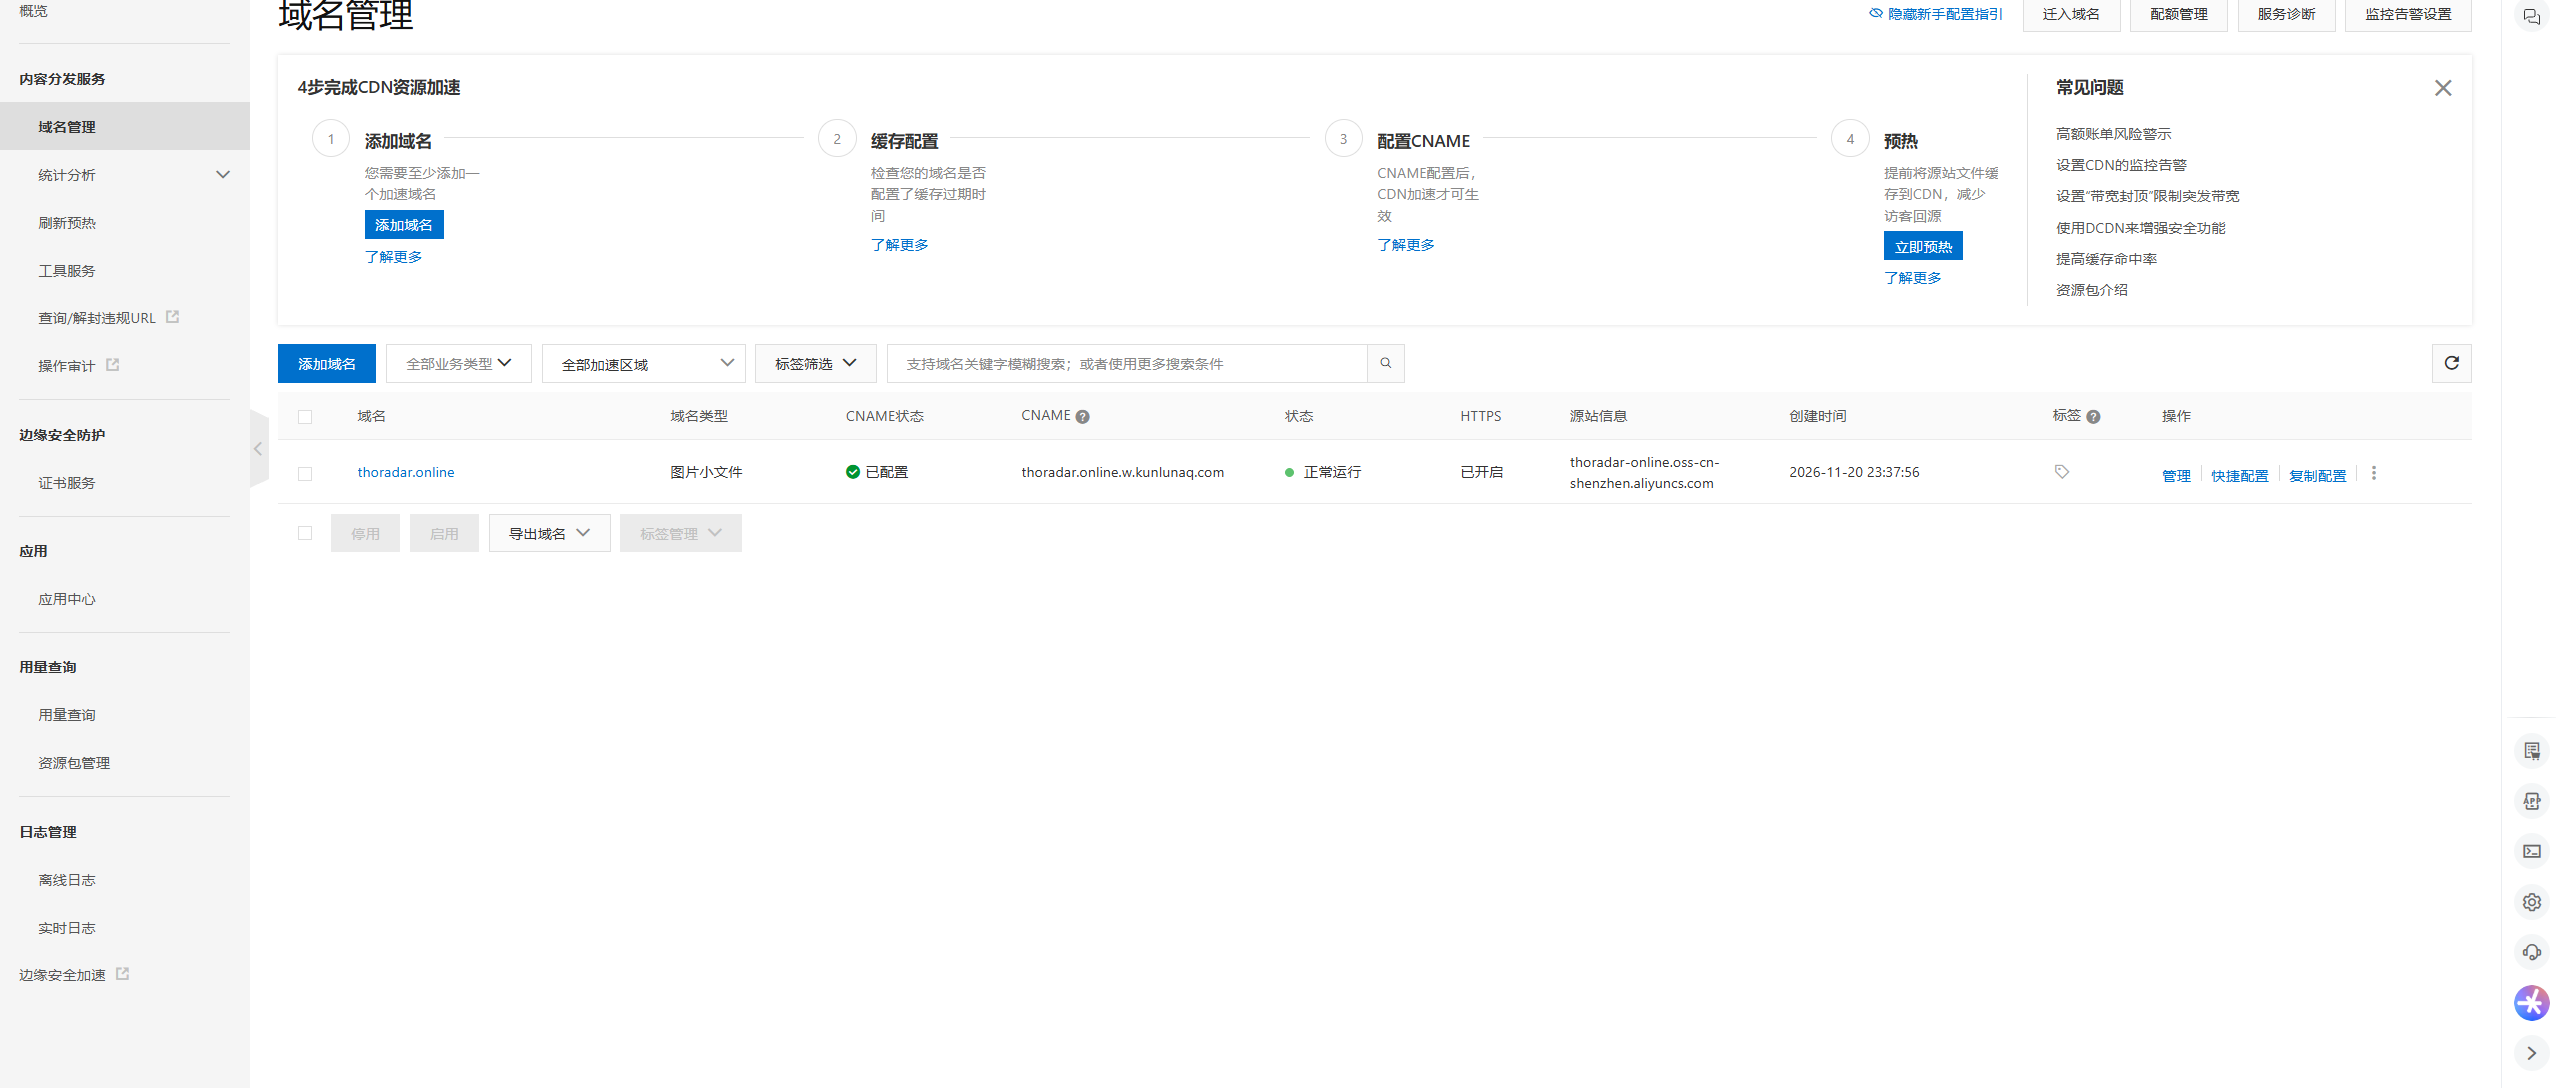 概览
内容分发服务
域名管理
统计分析
刷新预热
工具服务
查询/解封违规URL
操作审计
边缘安全防护
证书服务
应用
应用中心
用量查询
用量查询
资源包管理
日志管理
离线日志
实时日志
边缘安全加速
域名管理
隐藏新手配置指引
迁入域名
配额管理
服务诊断
监控告警设置
4步完成CDN资源加速
1
添加域名
您需要至少添加一
个加速域名
添加域名
了解更多
2
缓存配置
检查您的域名是否
配置了缓存过期时
间
了解更多
3
配置CNAME
CNAME配置后，
CDN加速才可生
效
了解更多
4
预热
提前将源站文件缓
存到CDN，减少
访客回源
立即预热
了解更多
常见问题
高额账单风险警示
设置CDN的监控告警
设置“带宽封顶”限制突发带宽
使用DCDN来增强安全功能
提高缓存命中率
资源包介绍
添加域名
全部业务类型
全部加速区域
标签筛选
支持域名关键字模糊搜索；或者使用更多搜索条件
域名 域名类型 CNAME状态 CNAME 状态 HTTPS 源站信息 创建时间 标签 操作
thoradar.online 图片小文件 已配置 thoradar.online.w.kunlunaq.com 正常运行 已开启
thoradar-online.oss-cn-
shenzhen.aliyuncs.com
2026-11-20 23:37:56
管理 快捷配置 复制配置
停用 启用 导出域名 标签管理
APP